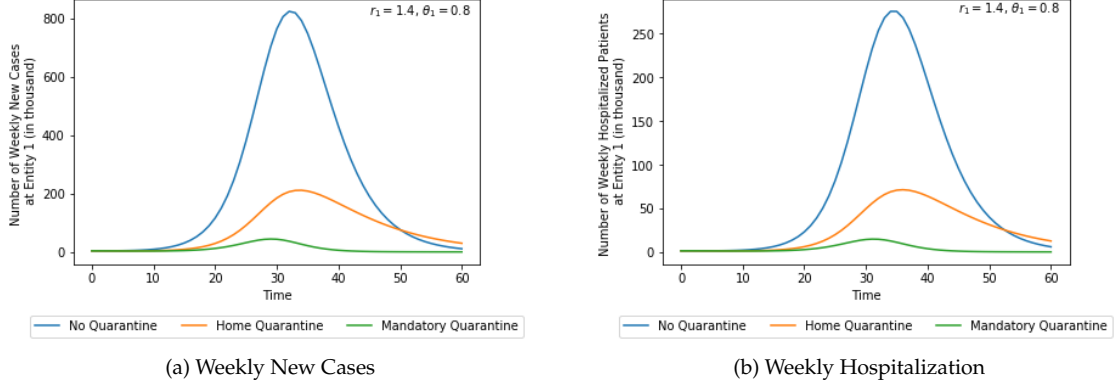 r₁ = 1.4, θ₁ = 0.8
Number of Weekly New Cases
at Entity 1 (in thousand)
800
600
400
200
0
0 10 20 30 40 50 60
Time
No Quarantine Home Quarantine Mandatory Quarantine
(a) Weekly New Cases
r₁ = 1.4, θ₁ = 0.8
Number of Weekly Hospitalized Patients
at Entity 1 (in thousand)
250
200
150
100
50
0
0 10 20 30 40 50 60
Time
No Quarantine Home Quarantine Mandatory Quarantine
(b) Weekly Hospitalization